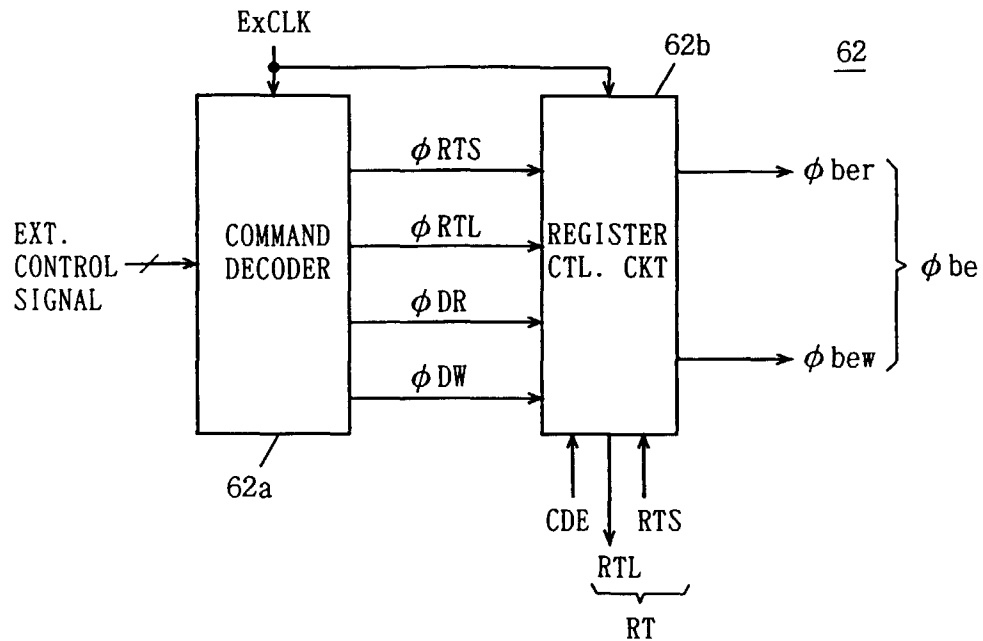 ExCLK
62b
62
φRTS
φber
EXT.
CONTROL
SIGNAL
COMMAND
DECODER
φRTL
REGISTER
CTL. CKT
φbe
φDR
φbew
φDW
62a
CDE
RTS
RTL
RT